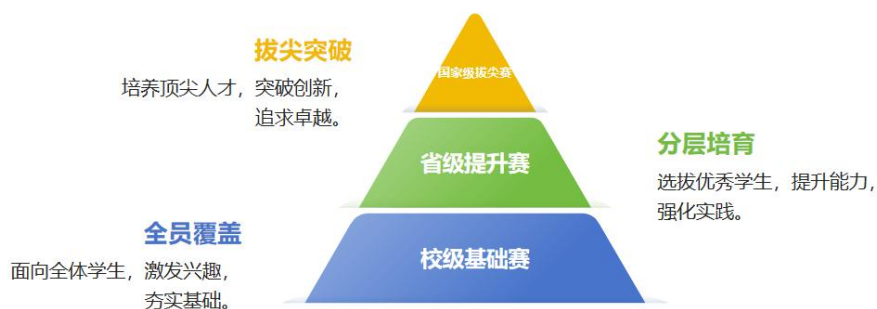 拔尖突破
培养顶尖人才，突破创新，
追求卓越。
国家级拔尖赛
省级提升赛
分层培育
选拔优秀学生，提升能力，
强化实践。
全员覆盖
面向全体学生，激发兴趣，
夯实基础。
校级基础赛